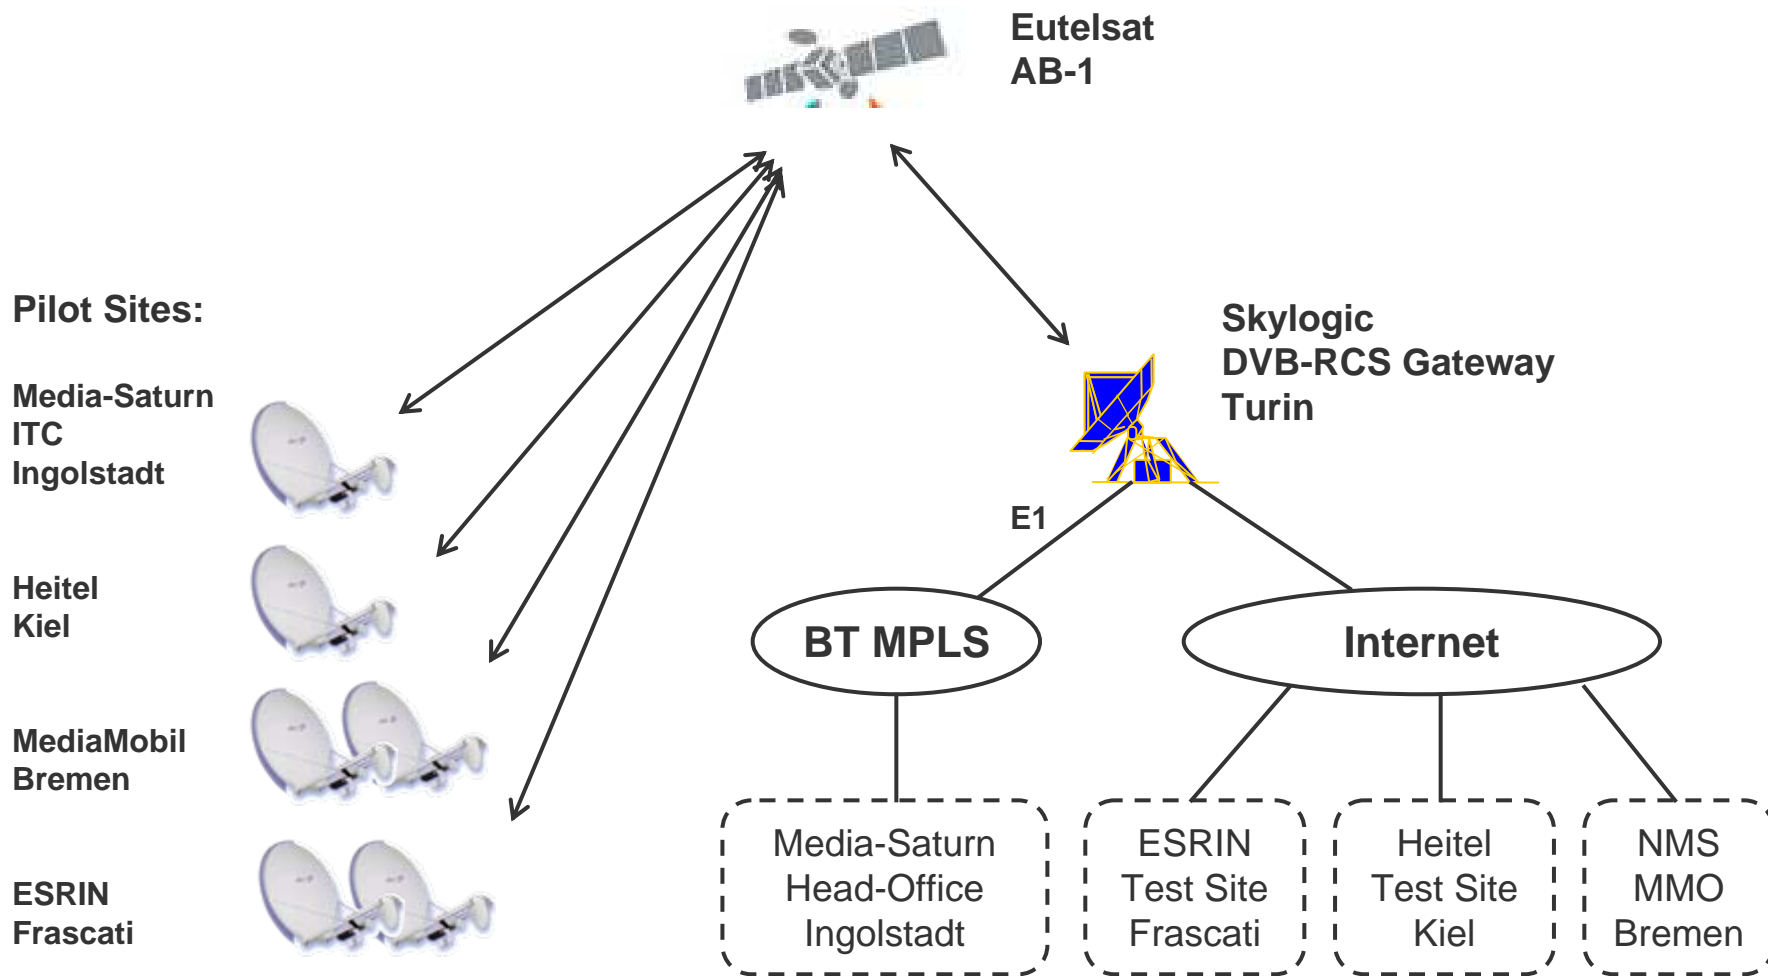 Eutelsat
AB-1
Pilot Sites:
Media-Saturn
ITC
Ingolstadt
Heitel
Kiel
MediaMobil
Bremen
ESRIN
Frascati
Skylogic
DVB-RCS Gateway
Turin
E1
BT MPLS
Internet
Media-Saturn
Head-Office
Ingolstadt
ESRIN
Test Site
Frascati
Heitel
Test Site
Kiel
NMS
MMO
Bremen